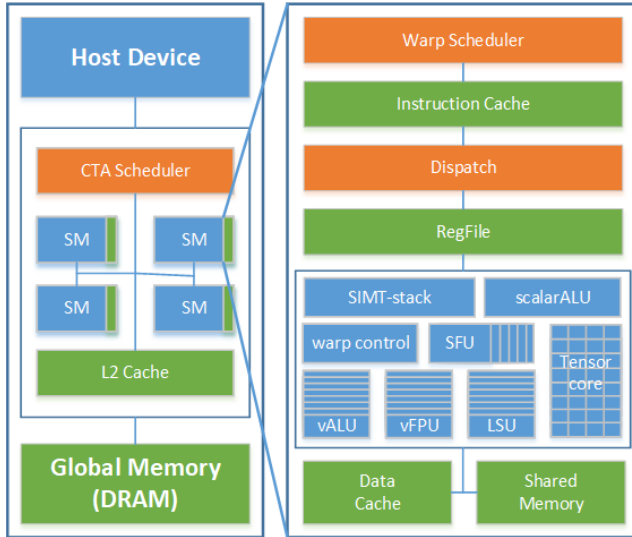 Host Device
CTA Scheduler
SM
SM
SM
SM
L2 Cache
Global Memory
(DRAM)
Warp Scheduler
Instruction Cache
Dispatch
RegFile
SIMT-stack
scalarALU
warp control
SFU
Tensor
core
vALU
vFPU
LSU
Data
Cache
Shared
Memory